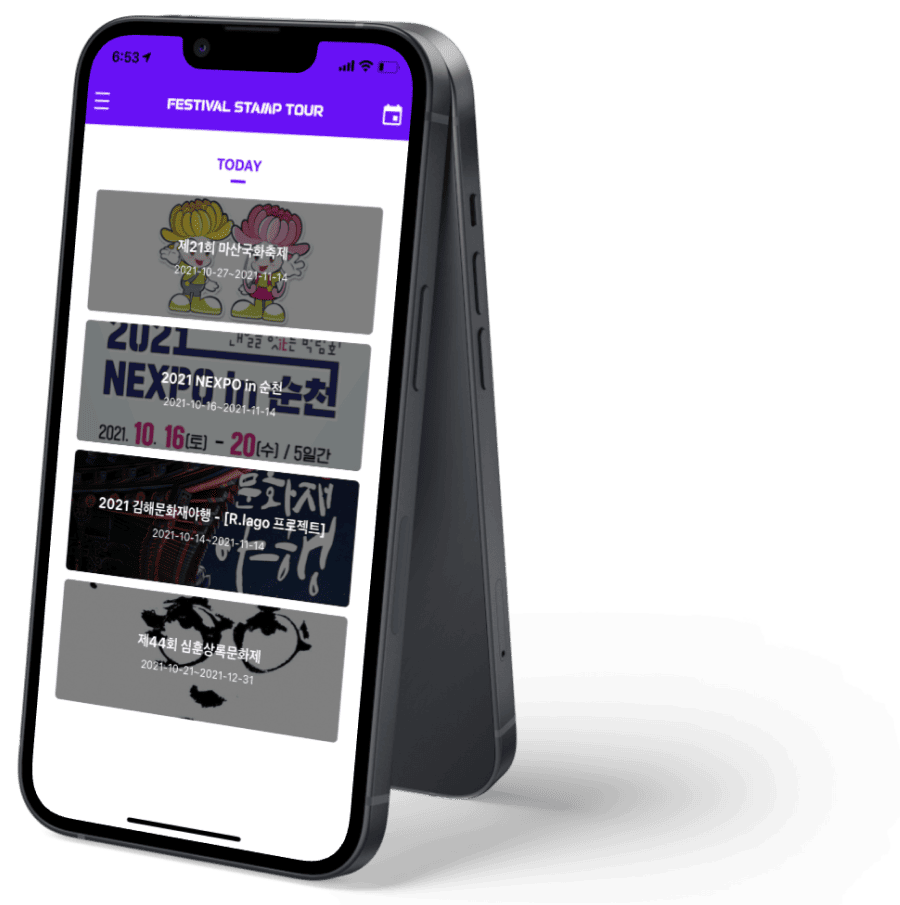 6:53
FESTIVAL STAMP TOUR
TODAY
제21회 마산국화축제
2021-10-27~2021-11-14
2021
NEXPO in 순천
2021 NEXPO in 순천
2021-10-16~2021-11-14
2021. 10. 16(토) - 20(수) / 5일간
문화재
2021 김해문화재야행 - [R.lago 프로젝트]
2021-10-14~2021-11-14
제44회 심훈상록문화제
2021-10-21~2021-12-31